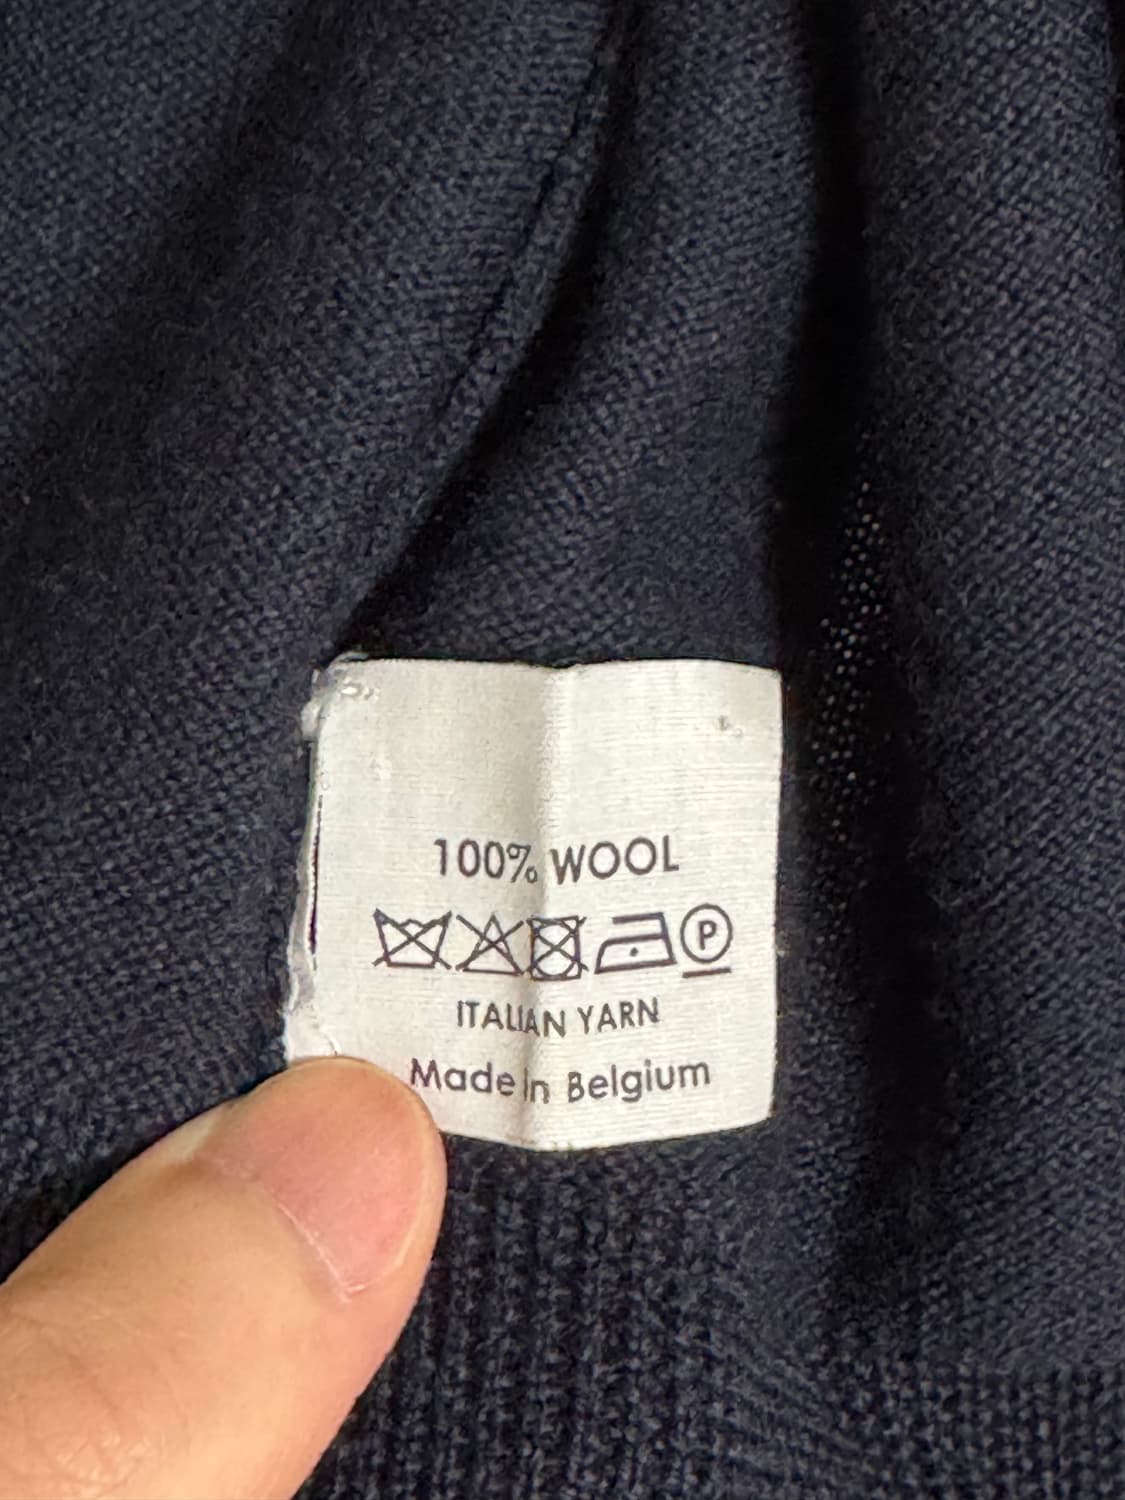 100% WOOL
P
ITALIAN YARN
Made in Belgium